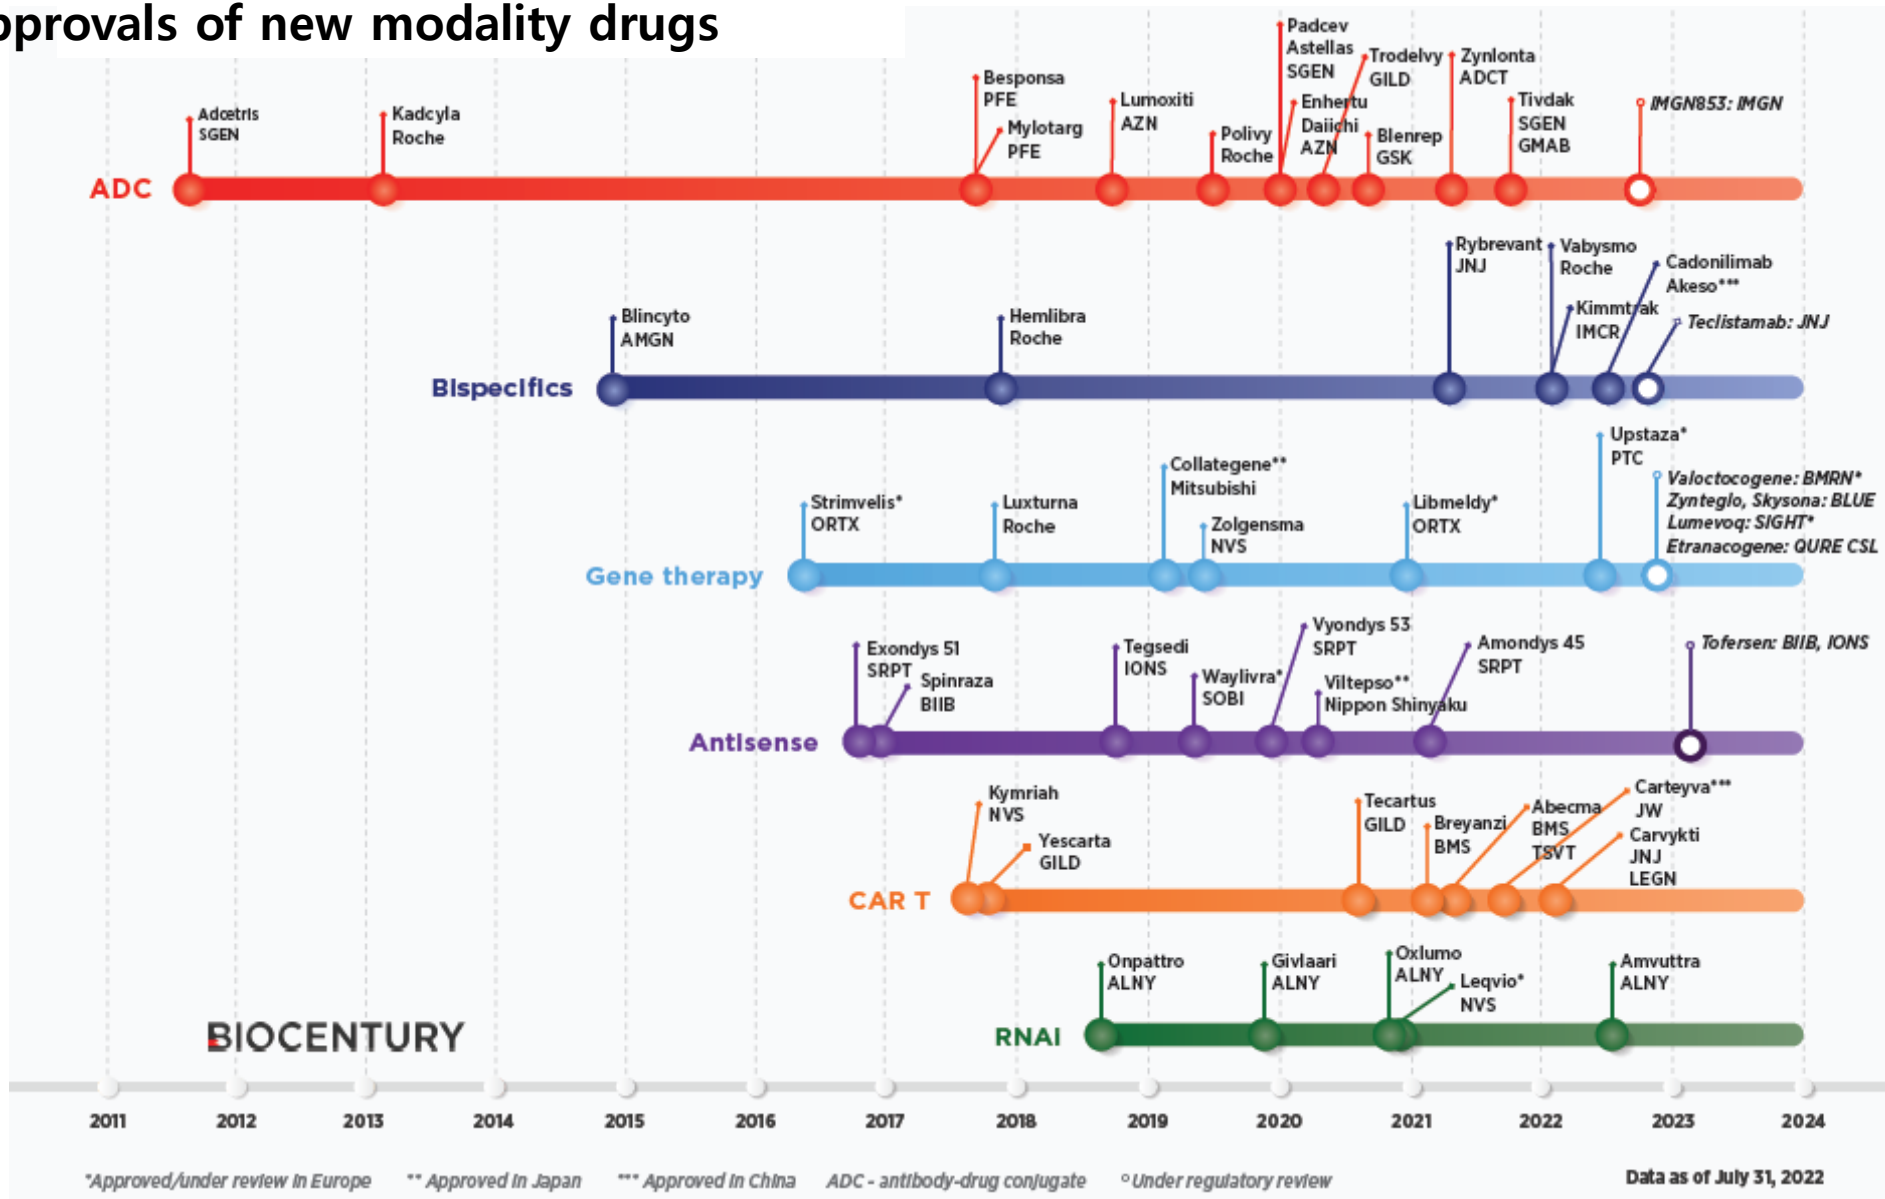 pprovals of new modality drugs
Adcetris
SGEN
Kadcyla
Roche
Besponsa
PFE
Mylotarg
PFE
Lumoxiti
AZN
Polivy
Roche
Padcev
Astellas
SGEN
Enhertu
Daiichi
AZN
Trodelvy
GILD
Blenrep
GSK
Zynlonta
ADCT
Tivdak
SGEN
GMAB
IMGN853: IMGN
ADC
Blincyto
AMGN
Hemlibra
Roche
Rybrevant
JNJ
Vabysmo
Roche
Kimmtrak
IMCR
Cadonilimab
Akeso***
Teclistamab: JNJ
Bispecifics
Strimvelis*
ORTX
Luxturna
Roche
Collategene**
Mitsubishi
Zolgensma
NVS
Libmeldy*
ORTX
Upstaza*
PTC
Valoctocogene: BMRN*
Zynteglo, Skysona: BLUE
Lumevoq: SIGHT*
Etranacogene: QURE CSL
Gene therapy
Exondys 51
SRPT
Spinraza
BIIB
Tegsedi
IONS
Waylivra*
SOBI
Vyondys 53
SRPT
Viltepso**
Nippon Shinyaku
Amondys 45
SRPT
Tofersen: BIIB, IONS
Antisense
Kymriah
NVS
Yescarta
GILD
Tecartus
GILD
Breyanzi
BMS
Abecma
BMS
TSVT
Carteyva***
JW
Carvykti
JNJ
LEGN
CAR T
Onpattro
ALNY
Givlaari
ALNY
Oxlumo
ALNY
Leqvio*
NVS
Amvuttra
ALNY
RNAi
BIOCENTURY
2011 2012 2013 2014 2015 2016 2017 2018 2019 2020 2021 2022 2023 2024
*Approved/under review in Europe ** Approved in Japan *** Approved in China ADC - antibody-drug conjugate ° Under regulatory review
Data as of July 31, 2022